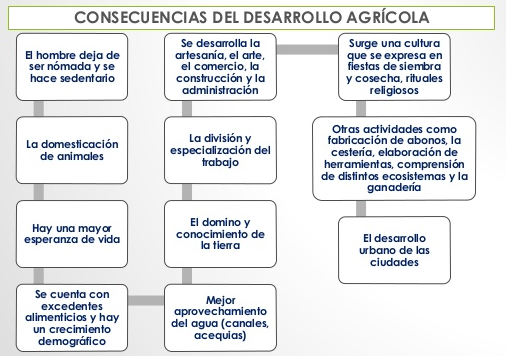 CONSECUENCIAS DEL DESARROLLO AGRÍCOLA
El hombre deja de
ser nómada y se
hace sedentario
La domesticación
de animales
Hay una mayor
esperanza de vida
Se cuenta con
excedentes
alimenticios y hay
un crecimiento
demográfico
Mejor
aprovechamiento
del agua (canales,
acequias)
El domino y
conocimiento de
la tierra
La división y
especialización del
trabajo
Se desarrolla la
artesanía, el arte,
el comercio, la
construcción y la
administración
Surge una cultura
que se expresa en
fiestas de siembra
y cosecha, rituales
religiosos
Otras actividades como
fabricación de abonos, la
cestería, elaboración de
herramientas, comprensión
de distintos ecosistemas y la
ganadería
El desarrollo
urbano de las
ciudades